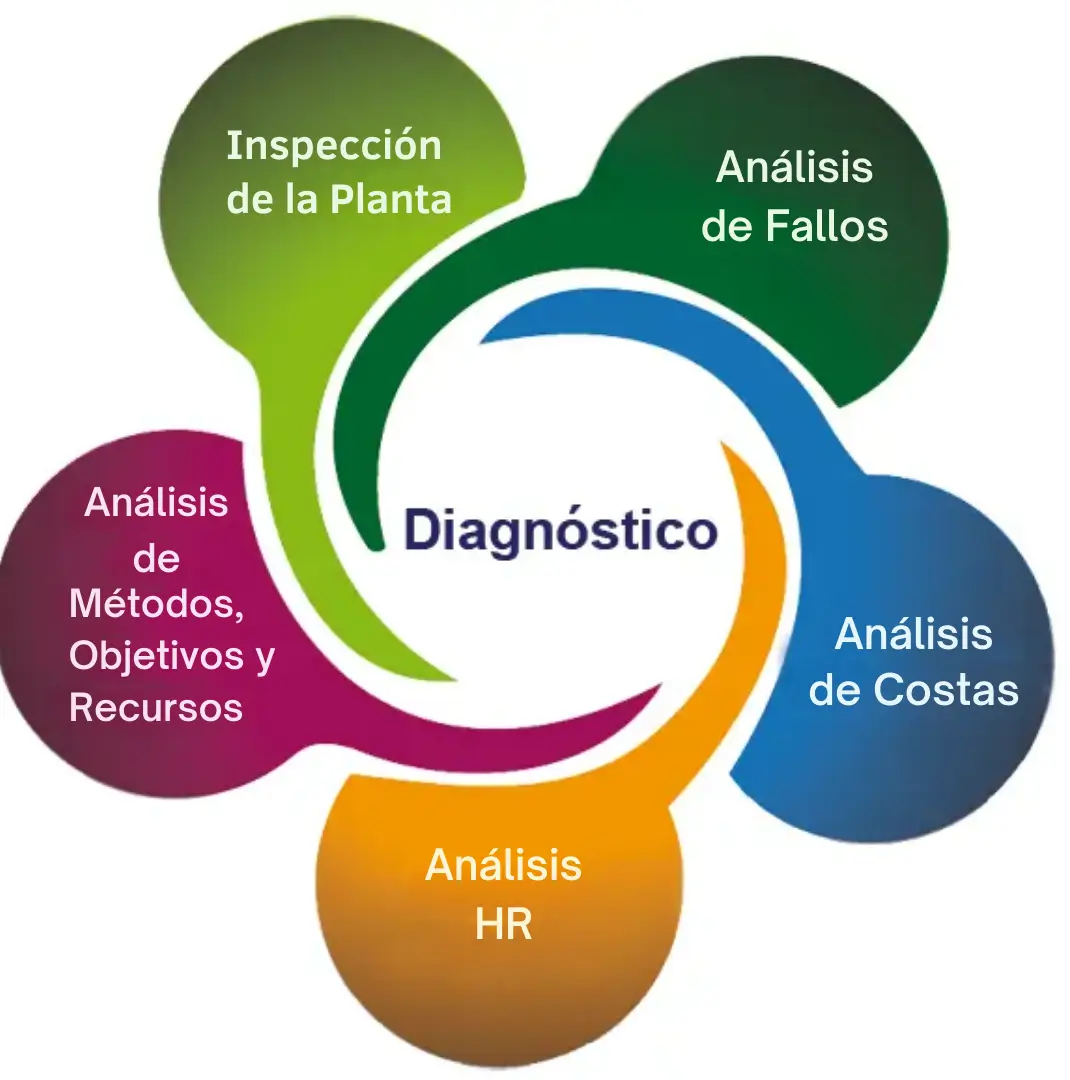 Inspección
de la Planta
Análisis
de Fallos
Análisis
de
Métodos,
Objetivos y
Recursos
Diagnóstico
Análisis
de Costas
Análisis
HR